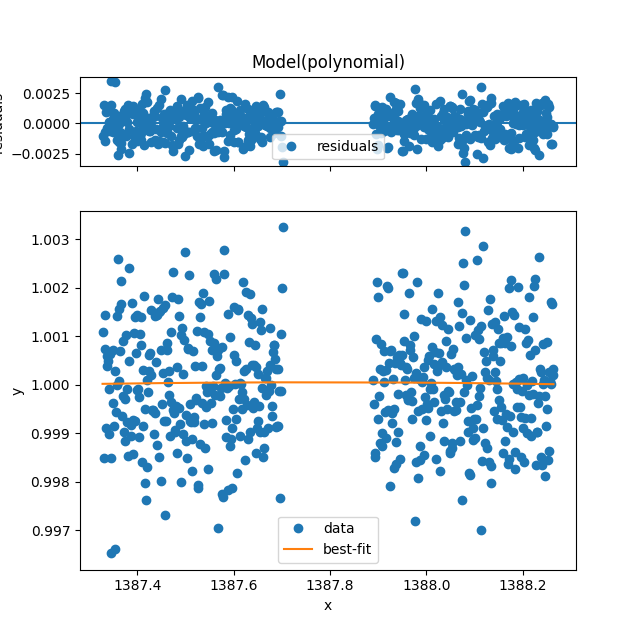 Model(polynomial)
0.0025
0.0000
−0.0025
residuals
residuals
1.003
1.002
1.001
1.000
0.999
0.998
0.997
y
data
best-fit
1387.4 1387.6 1387.8 1388.0 1388.2
x